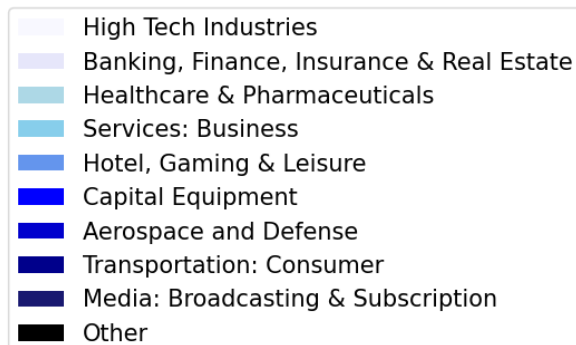 High Tech Industries
Banking, Finance, Insurance & Real Estate
Healthcare & Pharmaceuticals
Services: Business
Hotel, Gaming & Leisure
Capital Equipment
Aerospace and Defense
Transportation: Consumer
Media: Broadcasting & Subscription
Other